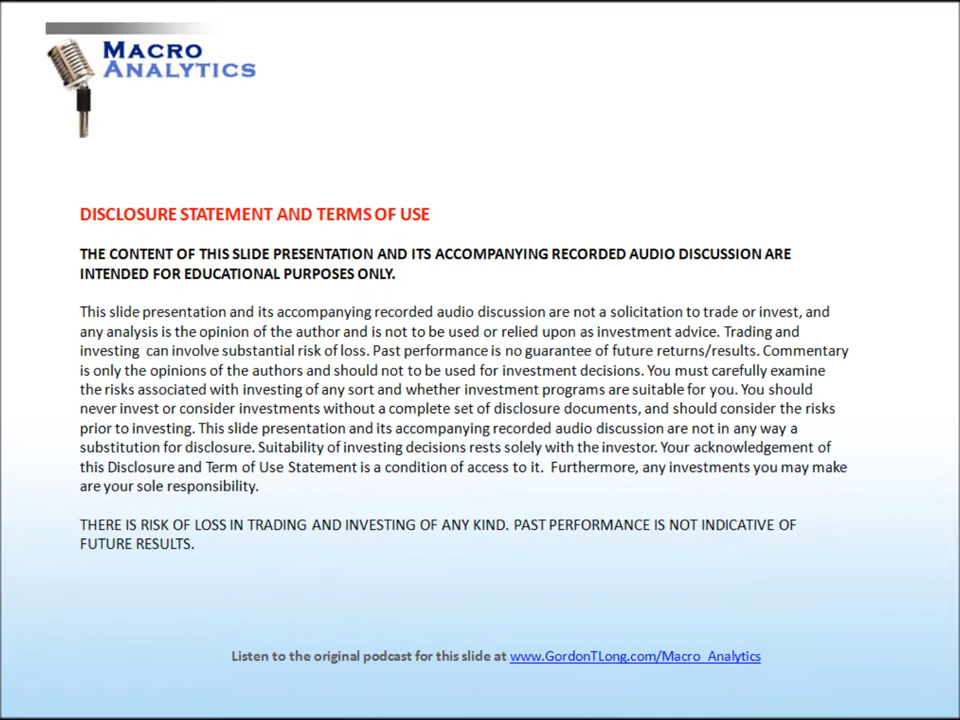 MACRO
ANALYTICS
DISCLOSURE STATEMENT AND TERMS OF USE
THE CONTENT OF THIS SLIDE PRESENTATION AND ITS ACCOMPANYING RECORDED AUDIO DISCUSSION ARE
INTENDED FOR EDUCATIONAL PURPOSES ONLY.
This slide presentation and its accompanying recorded audio discussion are not a solicitation to trade or invest, and
any analysis is the opinion of the author and is not to be used or relied upon as investment advice. Trading and
investing can involve substantial risk of loss. Past performance is no guarantee of future returns/results. Commentary
is only the opinions of the authors and should not to be used for investment decisions. You must carefully examine
the risks associated with investing of any sort and whether investment programs are suitable for you. You should
never invest or consider investments without a complete set of disclosure documents, and should consider the risks
prior to investing. This slide presentation and its accompanying recorded audio discussion are not in any way a
substitution for disclosure. Suitability of investing decisions rests solely with the investor. Your acknowledgement of
this Disclosure and Term of Use Statement is a condition of access to it. Furthermore, any investments you may make
are your sole responsibility.
THERE IS RISK OF LOSS IN TRADING AND INVESTING OF ANY KIND. PAST PERFORMANCE IS NOT INDICATIVE OF
FUTURE RESULTS.
Listen to the original podcast for this slide at www.GordonTLong.com/Macro_Analytics